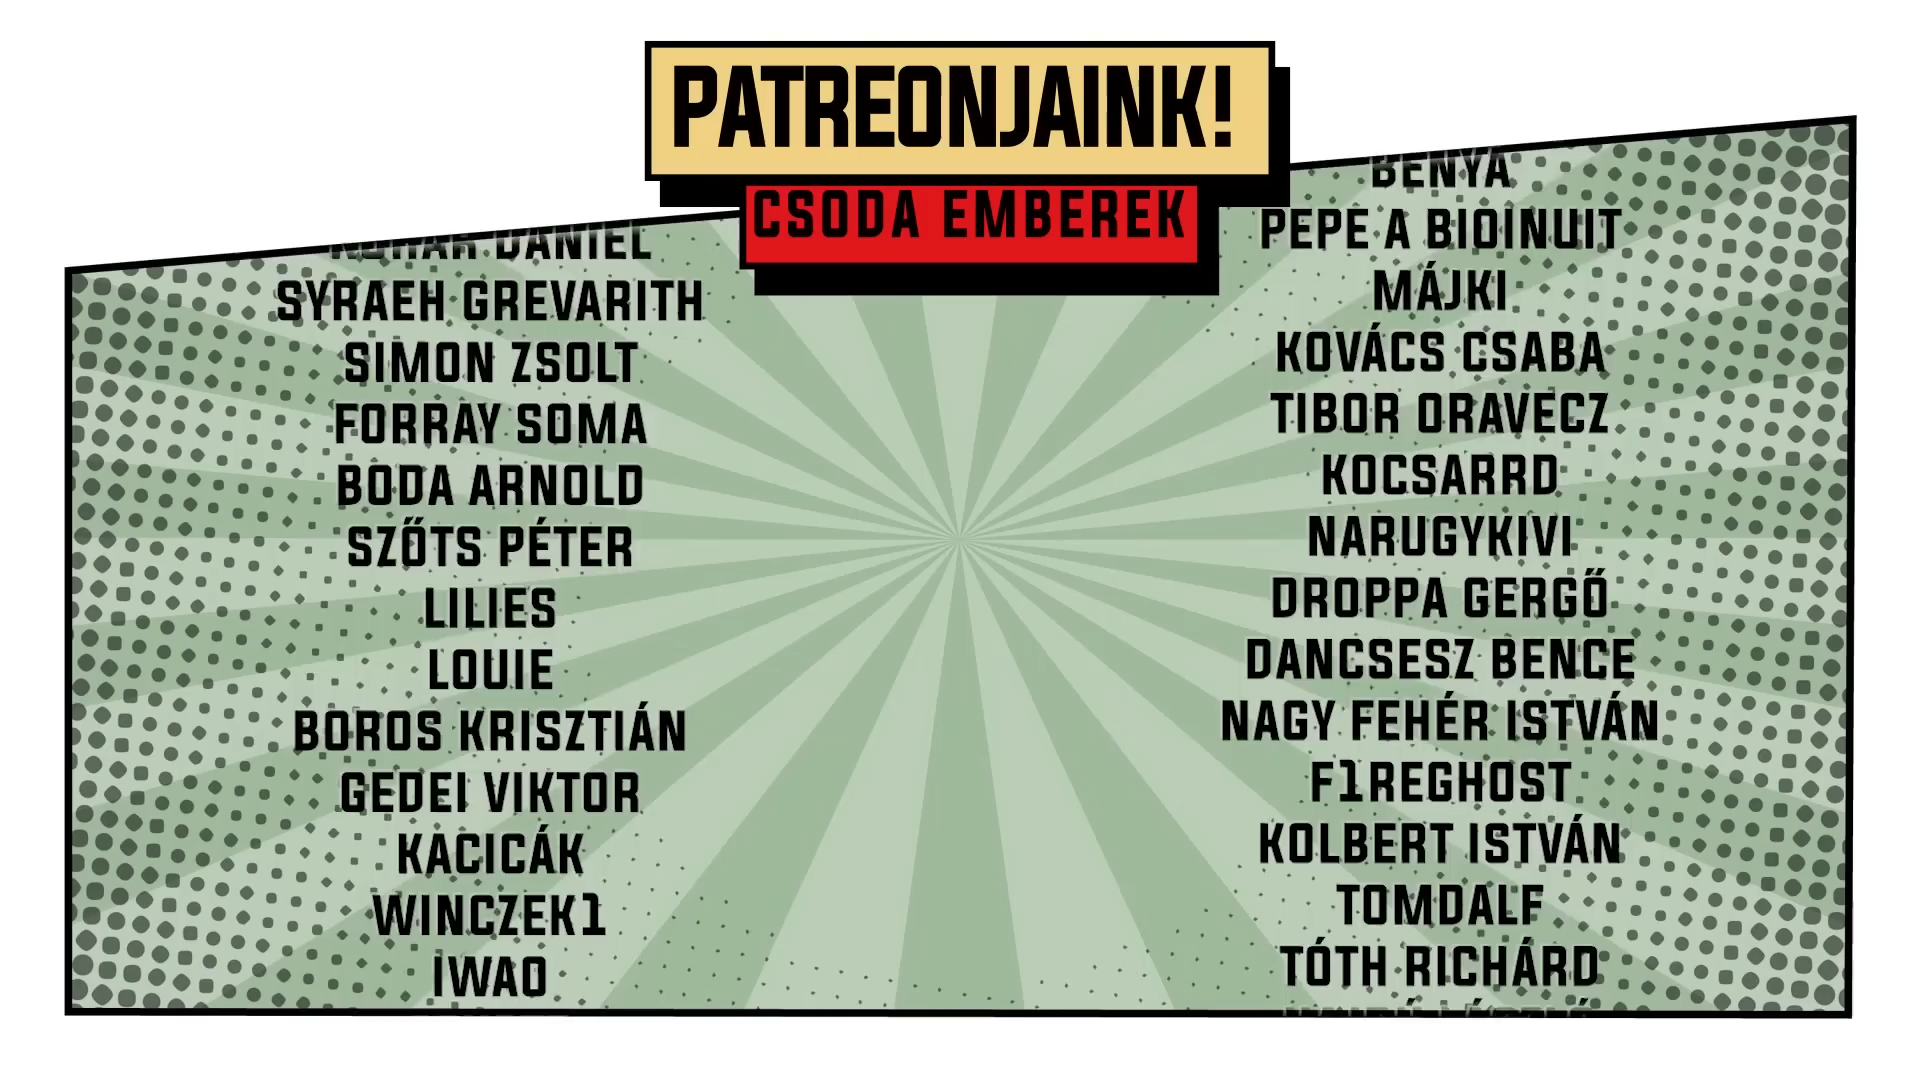 PATREONJAINK!
CSODA EMBEREK
DANIEL
SYRAEH GREVARITH
SIMON ZSOLT
FORRAY SOMA
BODA ARNOLD
SZŐTS PÉTER
LILIES
LOUIE
BOROS KRISZTIÁN
GEDEI VIKTOR
KACICÁK
WINCZEK1
IWAO
BENYA
PEPE A BIOINUIT
MÁJKI
KOVÁCS CSABA
TIBOR ORAVECZ
KOCSARRD
NARUGYKIVI
DROPPA GERGŐ
DANCSESZ BENCE
NAGY FEHÉR ISTVÁN
F1REGHOST
KOLBERT ISTVÁN
TOMDALF
TÓTH RICHÁRD